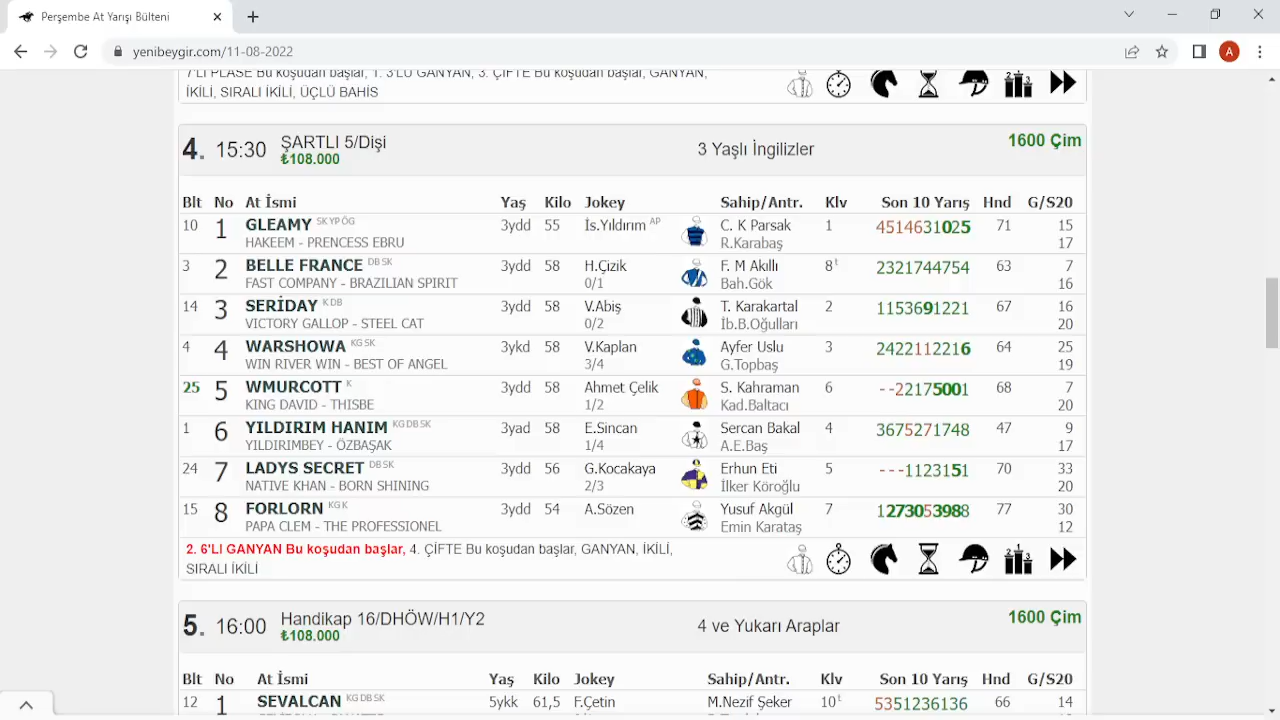 Perşembe At Yarışı Bülteni
yenibeygir.com/11-08-2022
A
7'Lİ PLASE Bu koşudan başlar, 1. 3'LÜ GANYAN, 3. ÇİFTE Bu koşudan başlar, GANYAN,
İKİLİ, SIRALI İKİLİ, ÜÇLÜ BAHİS
4. 15:30 ŞARTLI 5/Dişi 3 Yaşlı İngilizler 1600 Çim
₺108.000
Blt No At İsmi Yaş Kilo Jokey Sahip/Antr. Klv Son 10 Yarış Hnd G/S20
10 1 GLEAMY SK YP ÖG 3ydd 55 İs.Yıldırım AP C. K Parsak 1 4514631025 71 15
HAKEEM - PRENCESS EBRU R.Karabaş 17
3 2 BELLE FRANCE DB SK 3ydd 58 H.Çizik F. M Akıllı 8 t 2321744754 63 7
FAST COMPANY - BRAZILIAN SPIRIT 0/1 Bah.Gök 16
14 3 SERİDAY K DB 3ydd 58 V.Abiş T. Karakartal 2 1153691221 67 16
VICTORY GALLOP - STEEL CAT 0/2 İb.B.Oğulları 20
4 4 WARSHOWA KG SK 3ykd 58 V.Kaplan Ayfer Uslu 3 2422112216 64 25
WIN RIVER WIN - BEST OF ANGEL 3/4 G.Topbaş 19
25 5 WMURCOTT K 3ydd 58 Ahmet Çelik S. Kahraman 6 --22175001 68 7
KING DAVID - THISBE 1/2 Kad.Baltacı 20
1 6 YILDIRIM HANIM KG DB SK 3yad 58 E.Sincan Sercan Bakal 4 3675271748 47 9
YILDIRIMBEY - ÖZBAŞAK 1/4 A.E.Baş 17
24 7 LADYS SECRET DB SK 3ydd 56 G.Kocakaya Erhun Eti 5 ---1123151 70 33
NATIVE KHAN - BORN SHINING 2/3 İlker Köroğlu 20
15 8 FORLORN KG K 3ydd 54 A.Sözen Yusuf Akgül 7 1273053988 77 30
PAPA CLEM - THE PROFESSIONEL Emin Karataş 12
2. 6'LI GANYAN Bu koşudan başlar, 4. ÇİFTE Bu koşudan başlar, GANYAN, İKİLİ,
SIRALI İKİLİ
5. 16:00 Handikap 16/DHÖW/H1/Y2 4 ve Yukarı Araplar 1600 Çim
₺108.000
Blt No At İsmi Yaş Kilo Jokey Sahip/Antr. Klv Son 10 Yarış Hnd G/S20
12 1 SEVALCAN KG DB SK 5ykk 61,5 F.Çetin M.Nezif Şeker 10 t 5351236136 66 14